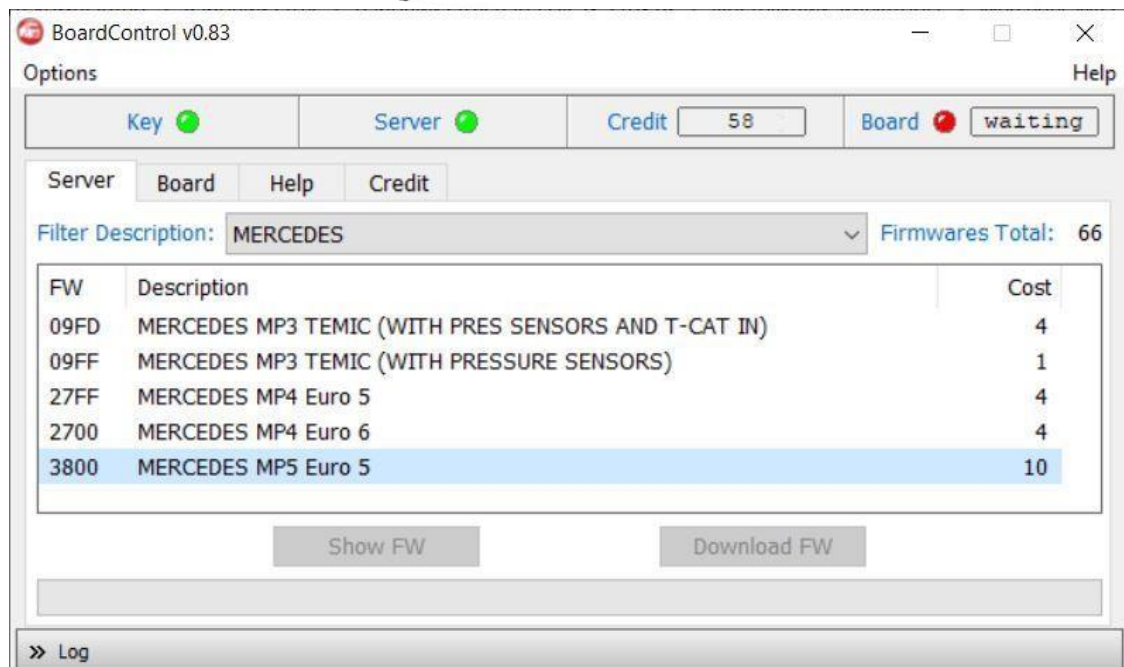 BoardControl v0.83
Options Help
Key Server Credit 58 Board waiting
Server Board Help Credit
Filter Description: MERCEDES Firmwares Total: 66
FW Description Cost
09FD MERCEDES MP3 TEMIC (WITH PRES SENSORS AND T-CAT IN) 4
09FF MERCEDES MP3 TEMIC (WITH PRESSURE SENSORS) 1
27FF MERCEDES MP4 Euro 5 4
2700 MERCEDES MP4 Euro 6 4
3800 MERCEDES MP5 Euro 5 10
Show FW Download FW
» Log